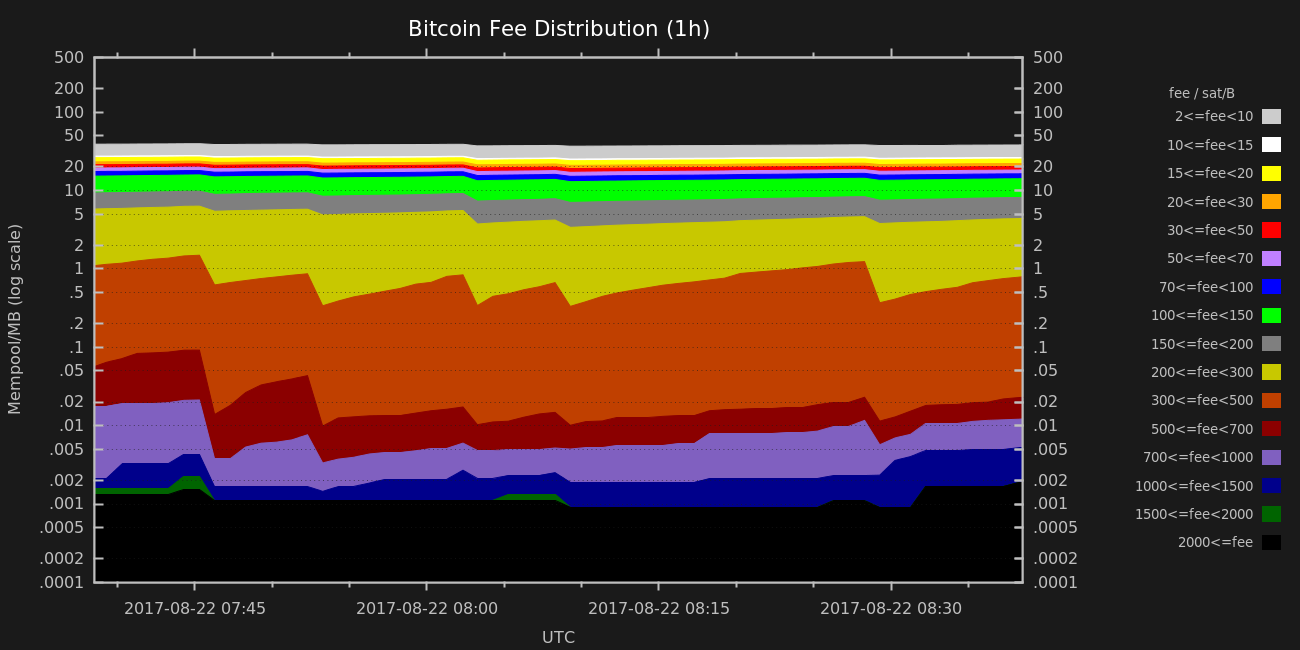 Bitcoin Fee Distribution (1h)
500 500
200 200
100 100
50 50
20 20
10 10
5 5
2 2
1 1
.5 .5
.2 .2
.1 .1
.05 .05
.02 .02
.01 .01
.005 .005
.002 .002
.001 .001
.0005 .0005
.0002 .0002
.0001 .0001
Mempool/MB (log scale)
2017-08-22 07:45 2017-08-22 08:00 2017-08-22 08:15 2017-08-22 08:30
UTC
fee / sat/B
2<=fee<10
10<=fee<15
15<=fee<20
20<=fee<30
30<=fee<50
50<=fee<70
70<=fee<100
100<=fee<150
150<=fee<200
200<=fee<300
300<=fee<500
500<=fee<700
700<=fee<1000
1000<=fee<1500
1500<=fee<2000
2000<=fee